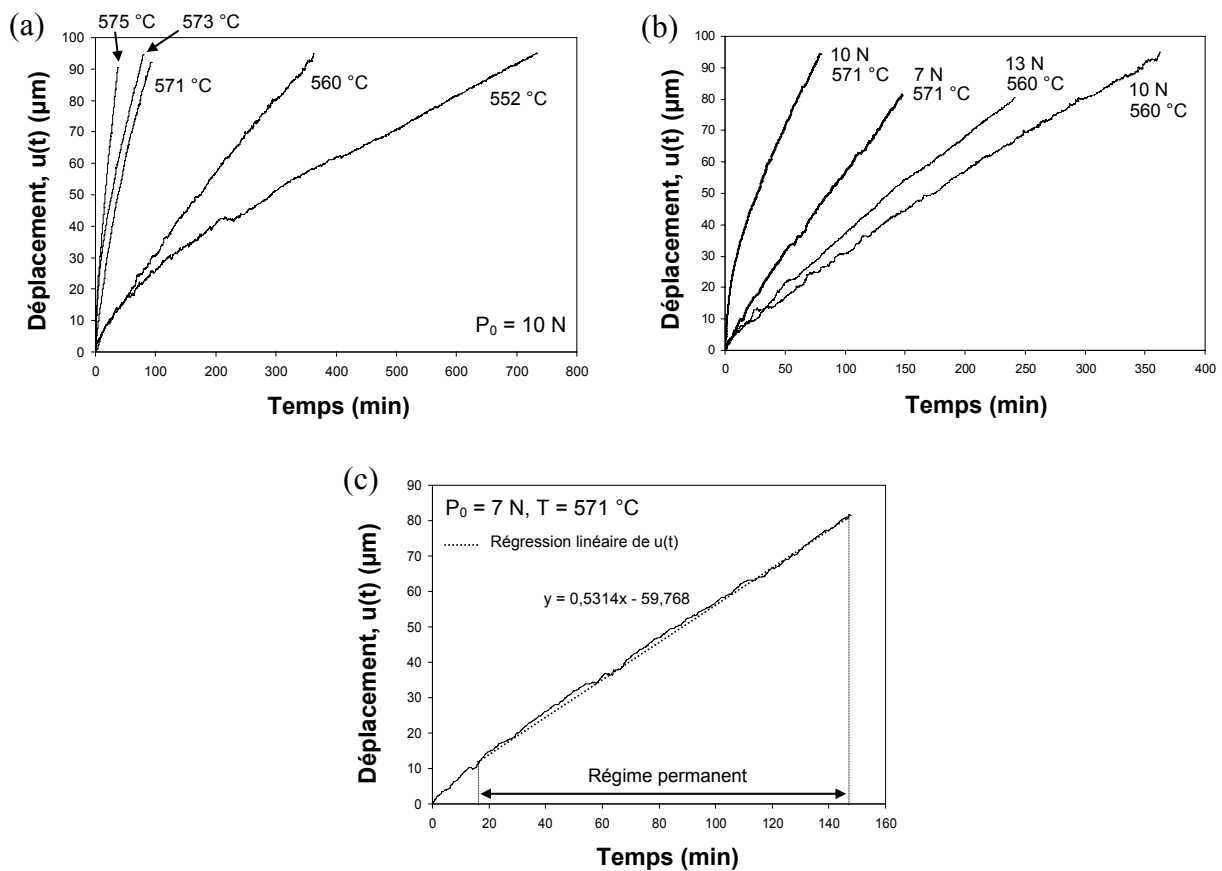 (a)
575 °C
573 °C
571 °C
560 °C
552 °C
Déplacement, u(t) (µm)
100
90
80
70
60
50
40
30
20
10
0
P₀ = 10 N
0 100 200 300 400 500 600 700 800
Temps (min)
(b)
10 N
571 °C
7 N
571 °C
13 N
560 °C
10 N
560 °C
Déplacement, u(t) (µm)
100
90
80
70
60
50
40
30
20
10
0
0 50 100 150 200 250 300 350 400
Temps (min)
(c)
P₀ = 7 N, T = 571 °C
Régression linéaire de u(t)
y = 0,5314x - 59,768
Régime permanent
Déplacement, u(t) (µm)
90
80
70
60
50
40
30
20
10
0
0 20 40 60 80 100 120 140 160
Temps (min)